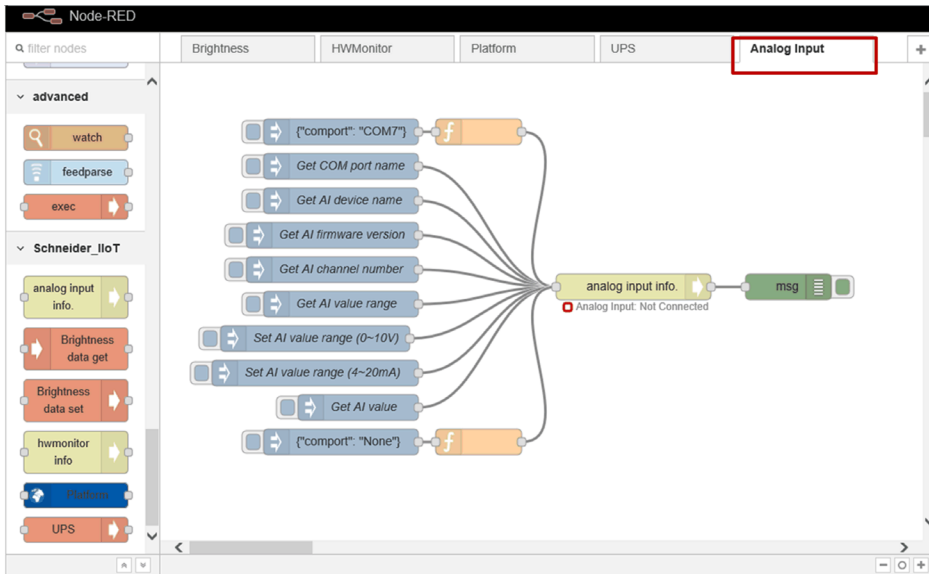 Node-RED
filter nodes
Brightness
HWMonitor
Platform
UPS
Analog Input
advanced
watch
feedparse
exec
Schneider_IIoT
analog input
info.
Brightness
data get
Brightness
data set
hwmonitor
info
Platform
UPS
{"comport": "COM7"}
Get COM port name
Get AI device name
Get AI firmware version
Get AI channel number
Get AI value range
Set AI value range (0~10V)
Set AI value range (4~20mA)
Get AI value
{"comport": "None"}
analog input info.
Analog Input: Not Connected
msg